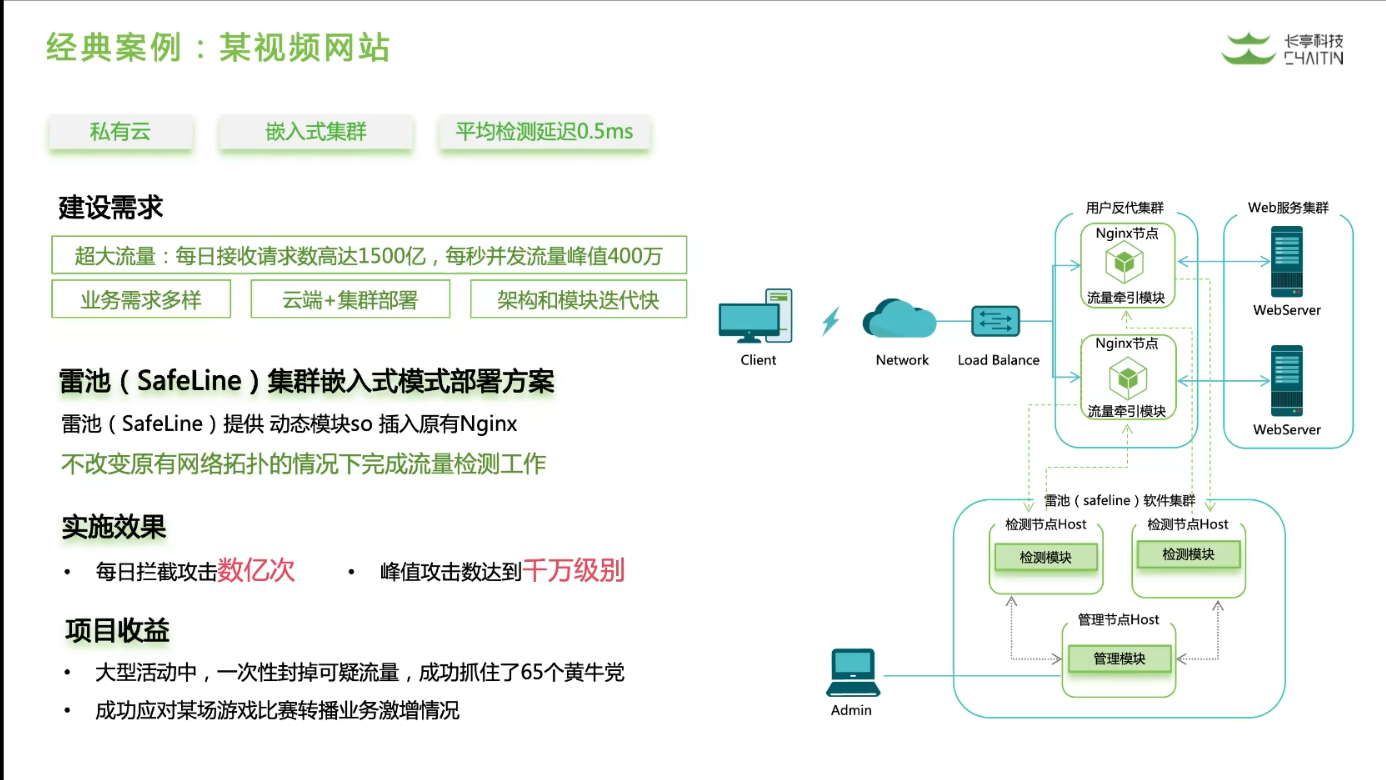 经典案例：某视频网站
长亭科技
CHAITIN
私有云
嵌入式集群
平均检测延迟0.5ms
建设需求
超大流量：每日接收请求数高达1500亿，每秒并发流量峰值400万
业务需求多样
云端+集群部署
架构和模块迭代快
雷池（SafeLine）集群嵌入式模式部署方案
雷池（SafeLine）提供 动态模块so 插入原有Nginx
不改变原有网络拓扑的情况下完成流量检测工作
实施效果
• 每日拦截攻击数亿次
• 峰值攻击数达到千万级别
项目收益
• 大型活动中，一次性封掉可疑流量，成功抓住了65个黄牛党
• 成功应对某场游戏比赛转播业务激增情况
用户反代集群
Web服务集群
Nginx节点
流量牵引模块
WebServer
Nginx节点
流量牵引模块
WebServer
Client
Network
Load Balance
雷池（safeline）软件集群
检测节点Host
检测模块
检测节点Host
检测模块
管理节点Host
管理模块
Admin